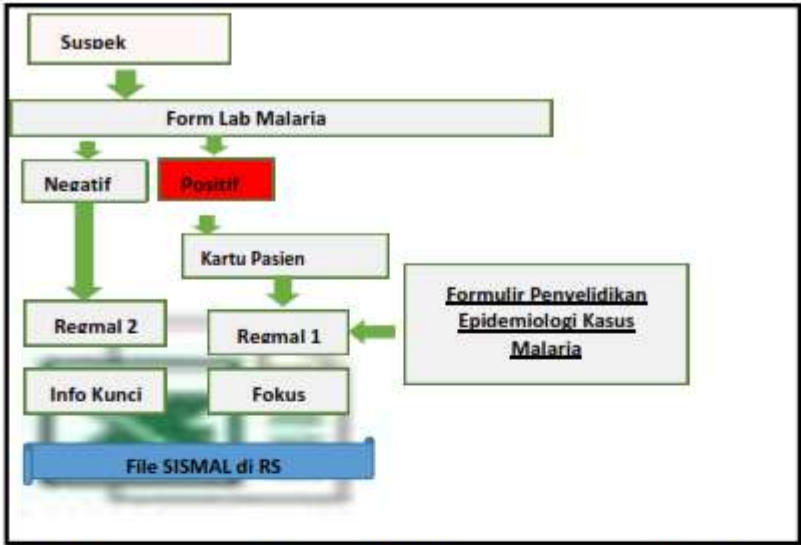 Suspek
Form Lab Malaria
Negatif
Positif
Kartu Pasien
Formulir Penyelidikan
Epidemiologi Kasus
Malaria
Regmal 2
Regmal 1
Info Kunci
Fokus
File SISMAL di RS